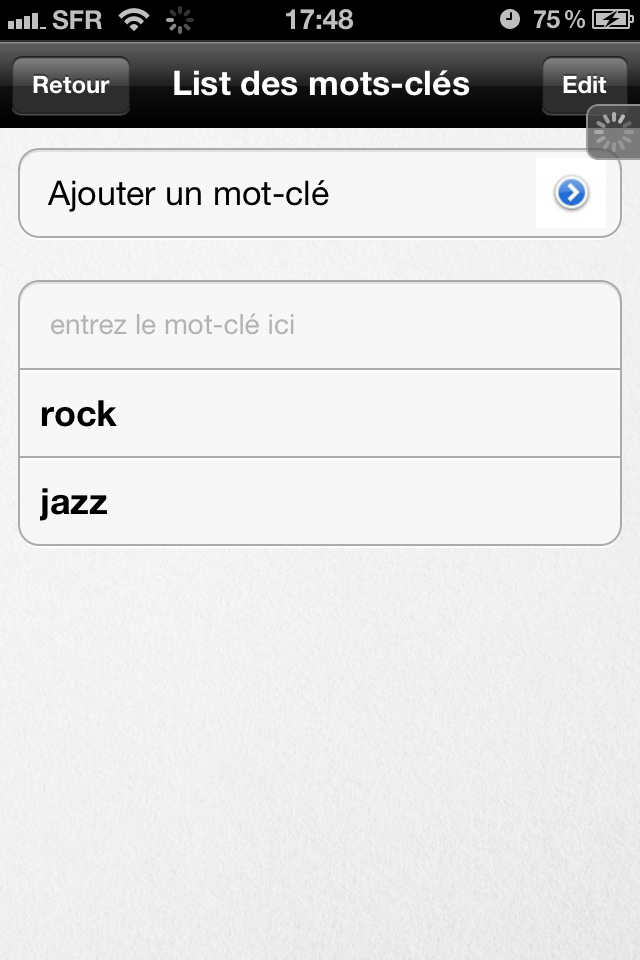 SFR 17:48 75 %
Retour List des mots-clés Edit
Ajouter un mot-clé
entrez le mot-clé ici
rock
jazz